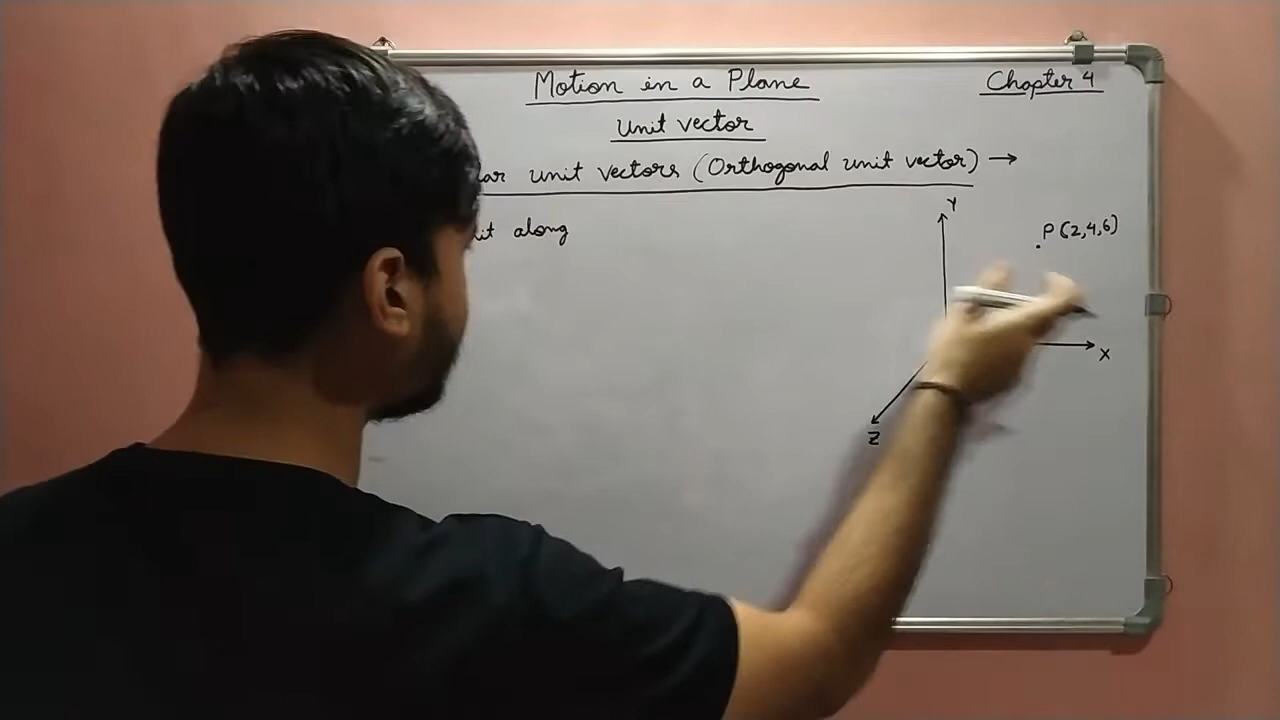 Motion in a Plane
Chapter 4
Unit vector
unit vectors (Orthogonal unit vector) →
along
Y
P (2,4,6)
X
Z